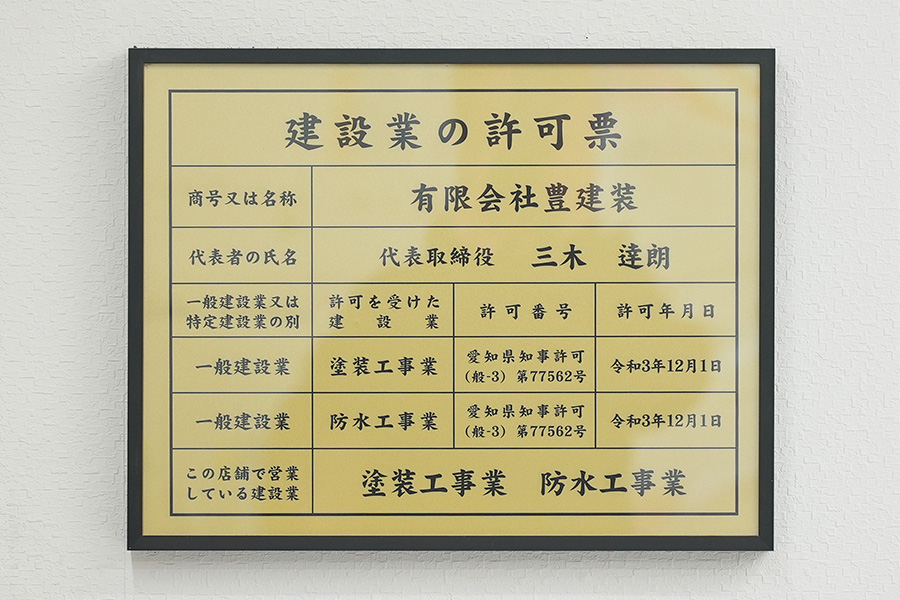 建設業の許可票
商号又は名称 有限会社豊建装
代表者の氏名 代表取締役 三木 達朗
一般建設業又は
特定建設業の別
許可を受けた
建設業
許可番号
許可年月日
一般建設業
塗装工事業
愛知県知事許可
(般-3) 第77562号
令和3年12月1日
一般建設業
防水工事業
愛知県知事許可
(般-3) 第77562号
令和3年12月1日
この店舗で営業
している建設業
塗装工事業 防水工事業